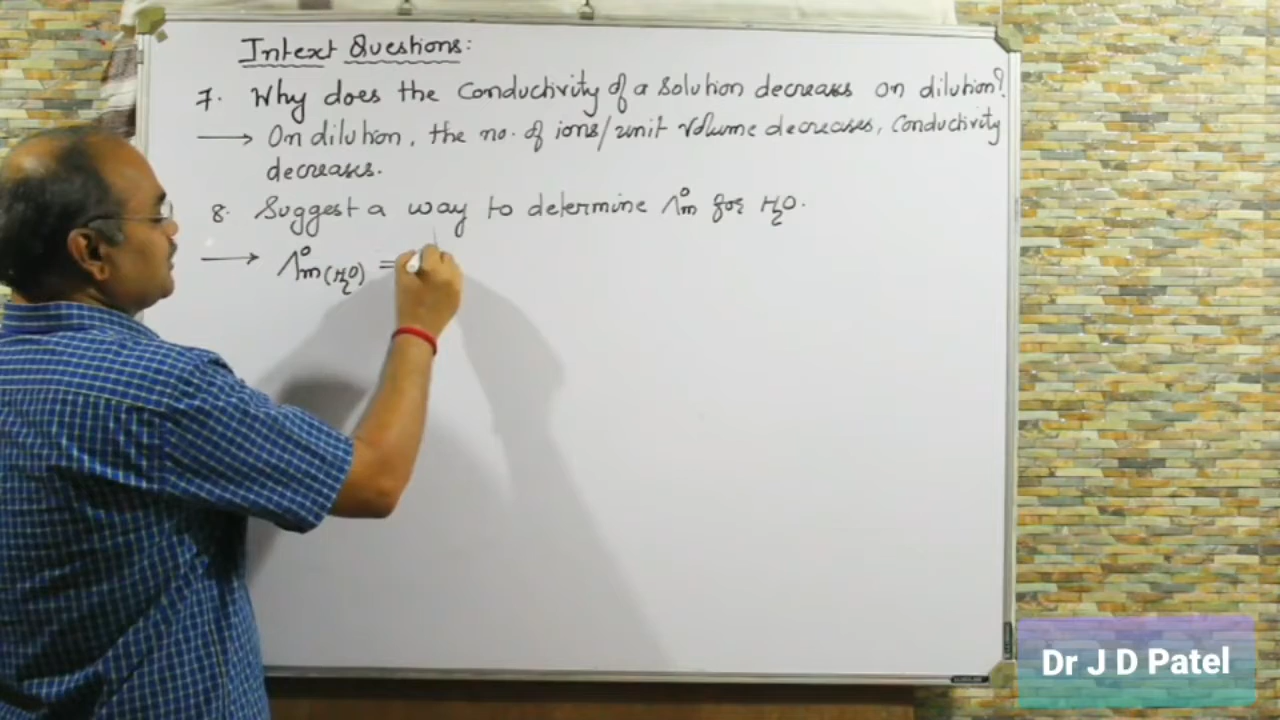 Intext Questions:
7. Why does the Conductivity of a Solution decreases on dilution?
→ On dilution, the no. of ions/unit volume decreases, Conductivity
decreases.
8. Suggest a way to determine Λ°m for H₂O.
→ Λ°m(H₂O) =
Dr J D Patel